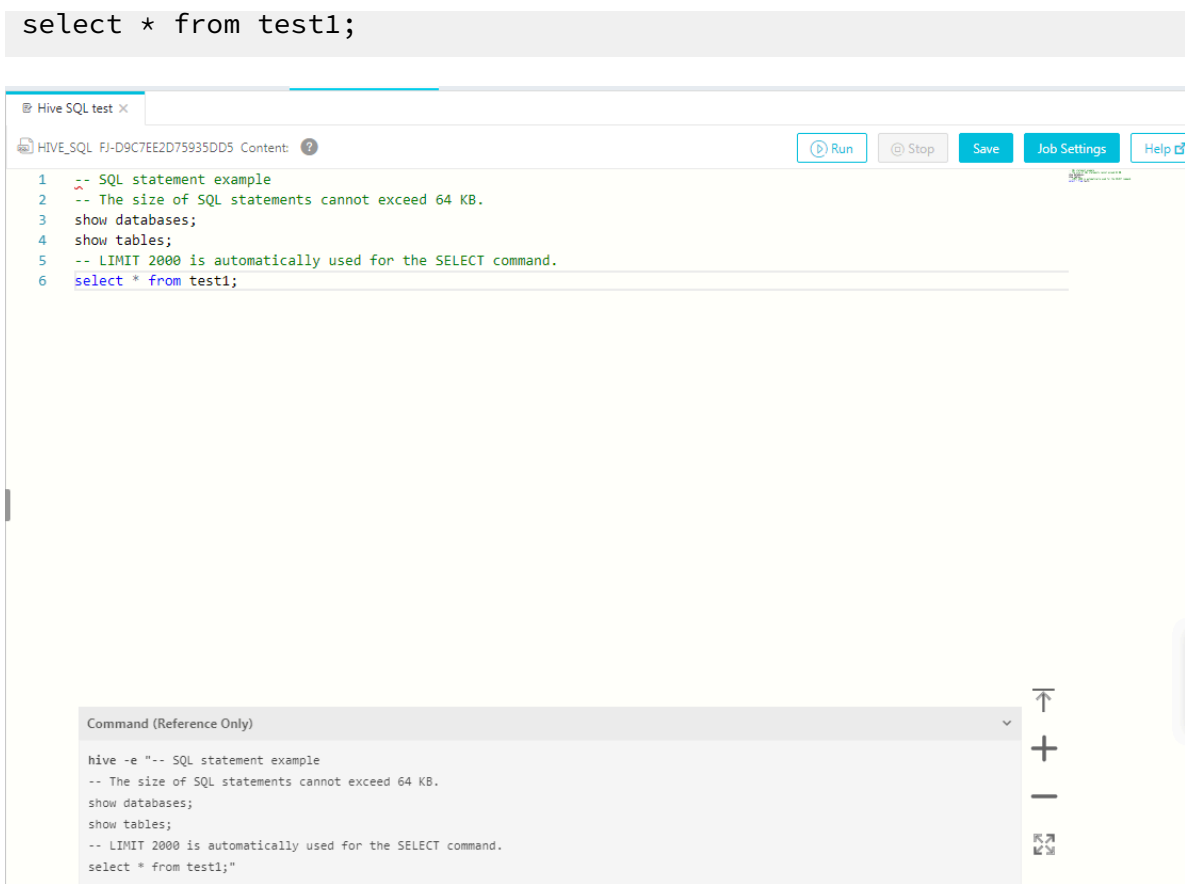 select * from test1;
Hive SQL test
HIVE_SQL FJ-D9C7EE2D75935DD5 Content: ? Run Stop Save Job Settings Help
1 -- SQL statement example
2 -- The size of SQL statements cannot exceed 64 KB.
3 show databases;
4 show tables;
5 -- LIMIT 2000 is automatically used for the SELECT command.
6 select * from test1;
Command (Reference Only)
hive -e "-- SQL statement example
-- The size of SQL statements cannot exceed 64 KB.
show databases;
show tables;
-- LIMIT 2000 is automatically used for the SELECT command.
select * from test1;"